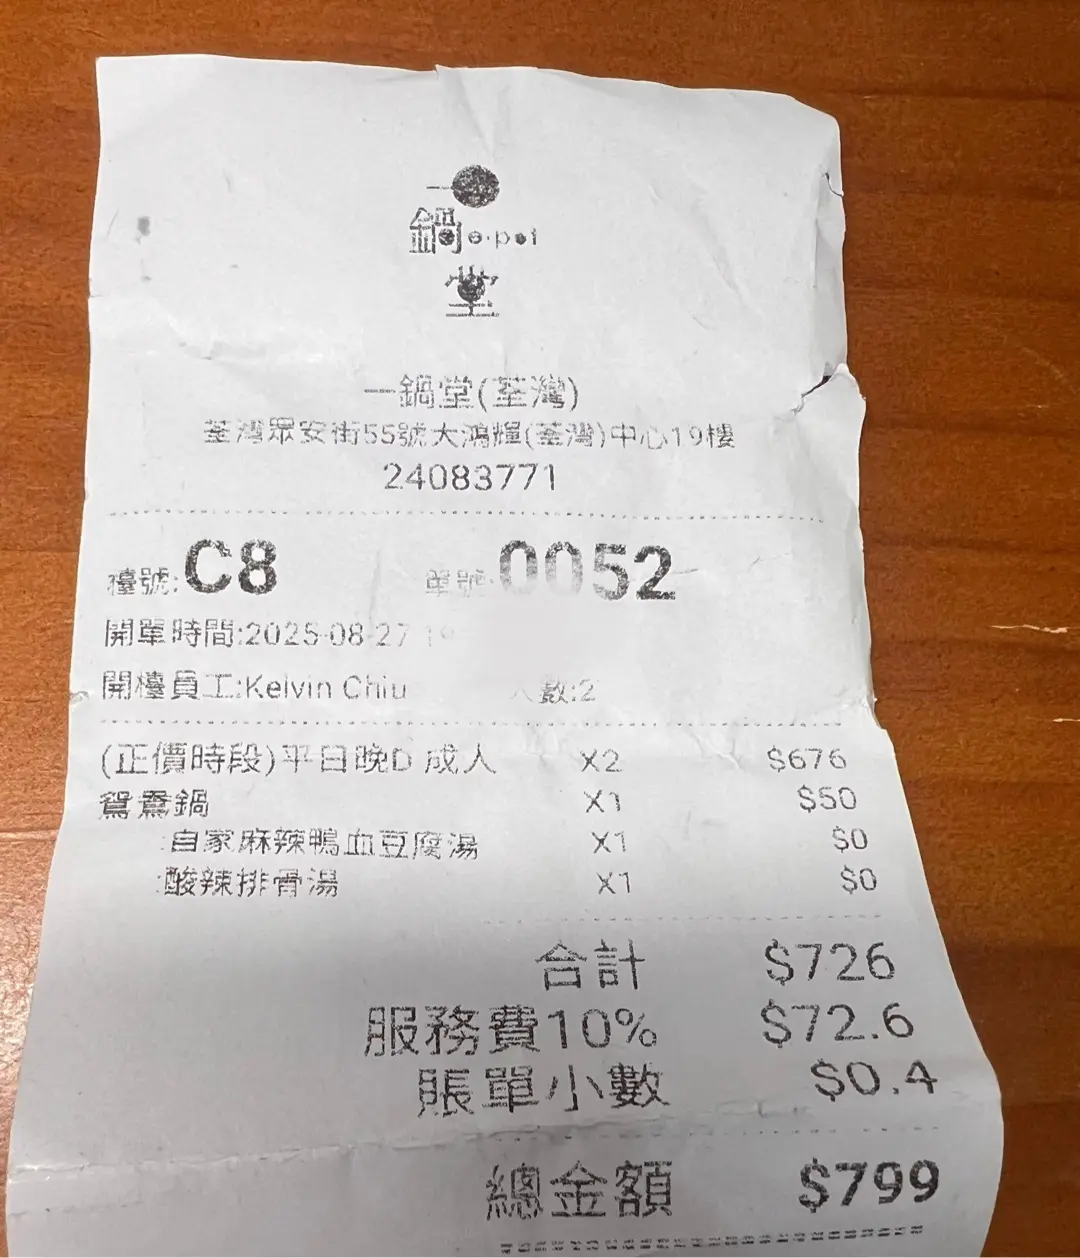 一
鍋
堂
一鍋堂(荃灣)
荃灣眾安街55號大鴻輝(荃灣)中心19樓
24083771
檯號:C8 單號:0052
開單時間:2025-08-27
開檯員工:Kelvin Chiu 人數:2
(正價時段)平日晚D 成人 X2 $676
鴛鴦鍋 X1 $50
:自家麻辣鴨血豆腐湯 X1 $0
:酸辣排骨湯 X1 $0
合計 $726
服務費10% $72.6
賬單小數 $0.4
總金額 $799